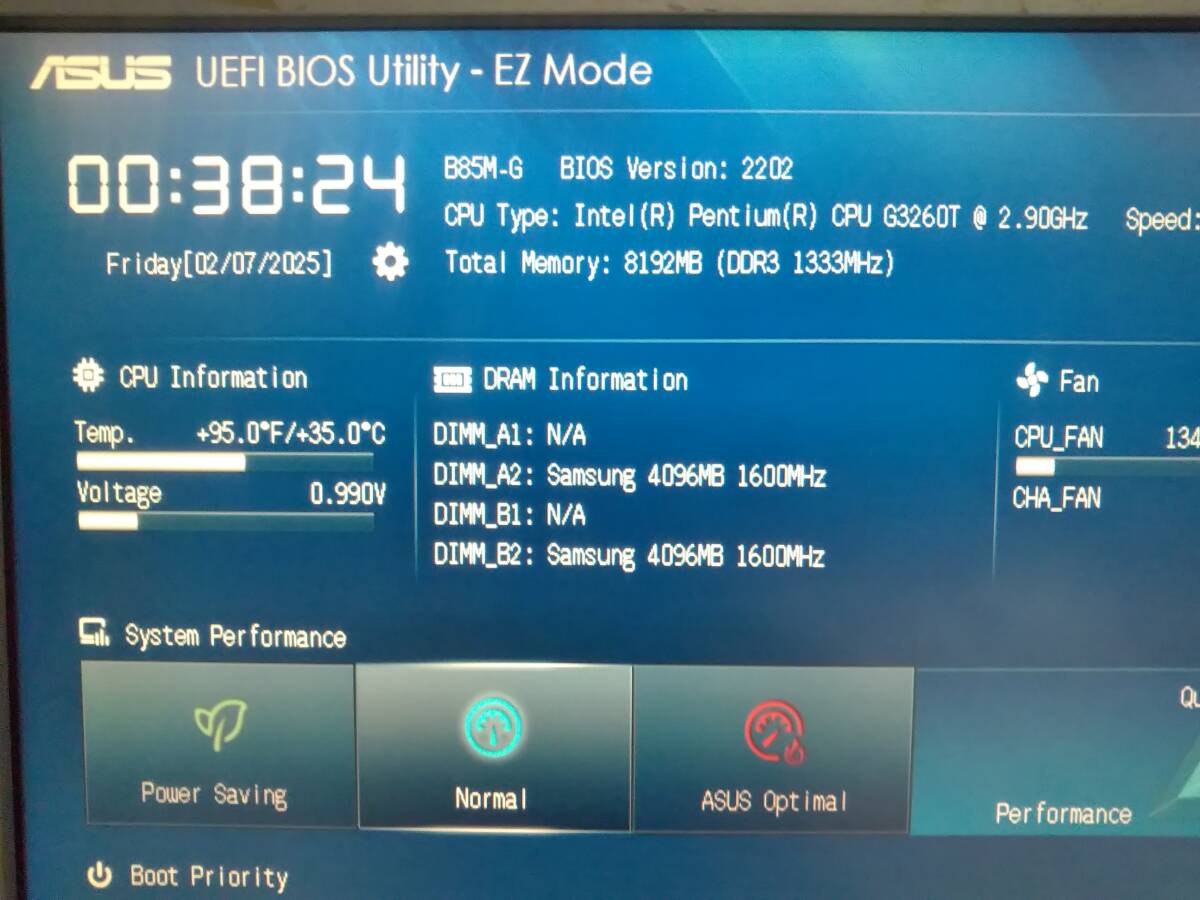 ASUS UEFI BIOS Utility - EZ Mode
00:38:24
Friday[02/07/2025]
B85M-G BIOS Version: 2202
CPU Type: Intel(R) Pentium(R) CPU G3260T @ 2.90GHz Speed:
Total Memory: 8192MB (DDR3 1333MHz)
CPU Information
Temp. +95.0°F/+35.0°C
Voltage 0.990V
DRAM Information
DIMM_A1: N/A
DIMM_A2: Samsung 4096MB 1600MHz
DIMM_B1: N/A
DIMM_B2: Samsung 4096MB 1600MHz
Fan
CPU_FAN 134
CHA_FAN
System Performance
Power Saving
Normal
ASUS Optimal
Qu
Performance
Boot Priority